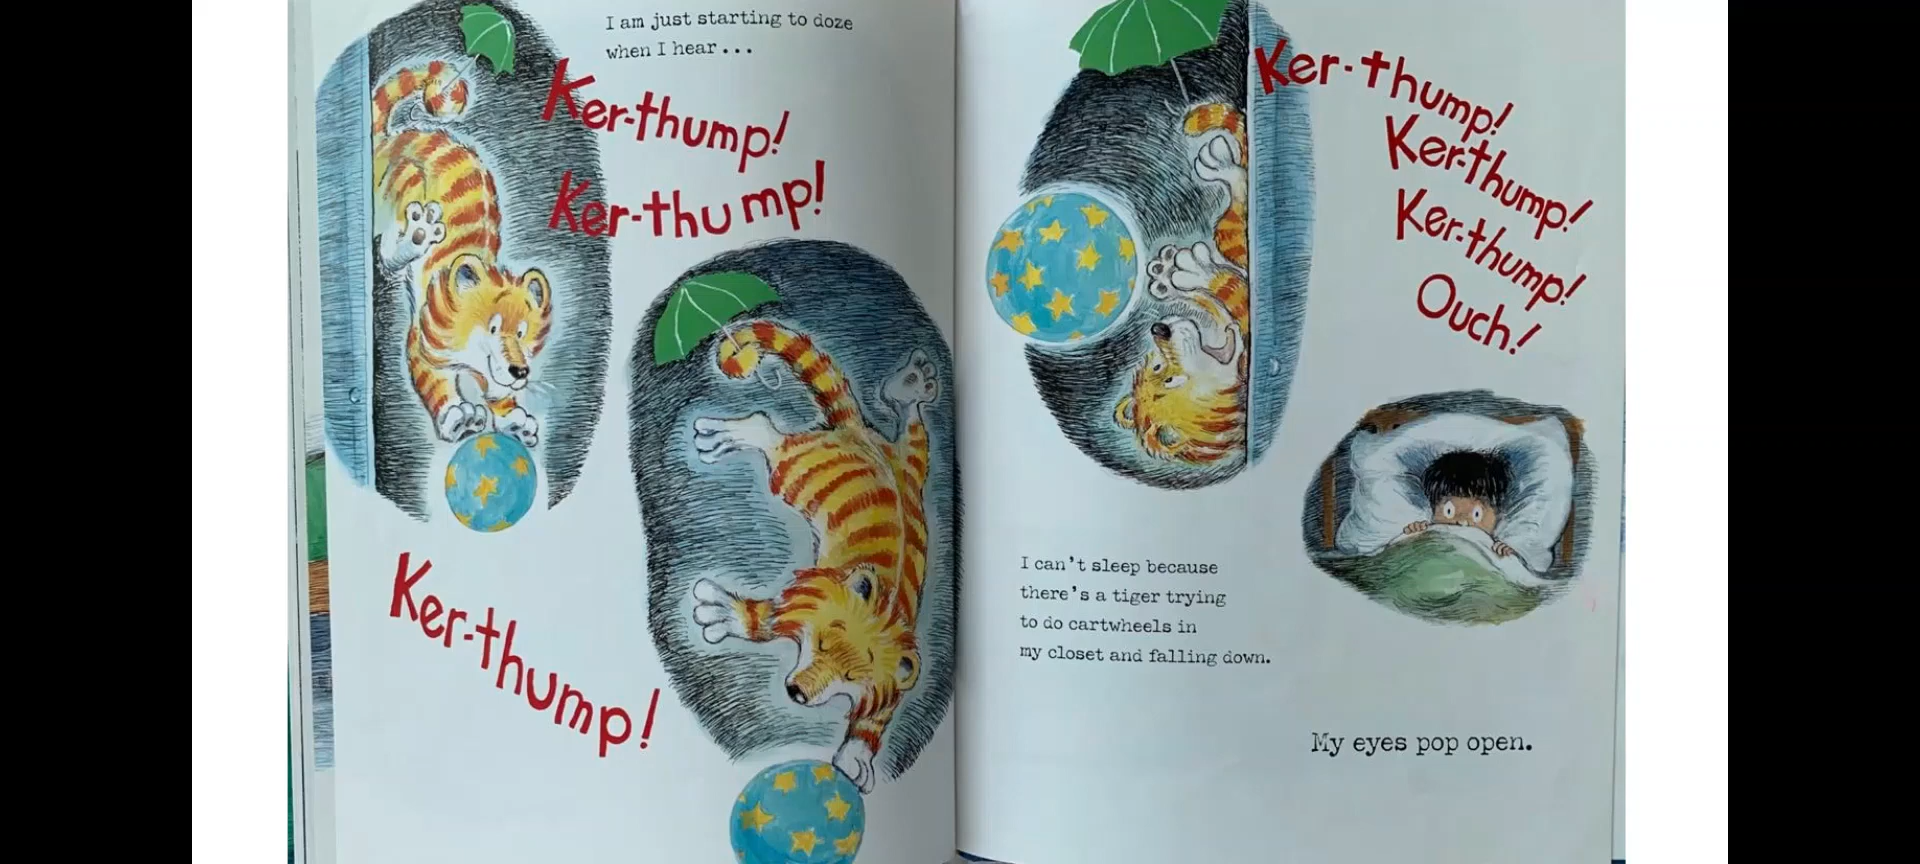 I am just starting to doze
when I hear...
Ker-thump!
Ker-thump!
Ker-thump!
Ker-thump!
Ker-thump!
Ker-thump!
Ouch!
I can't sleep because
there's a tiger trying
to do cartwheels in
my closet and falling down.
My eyes pop open.